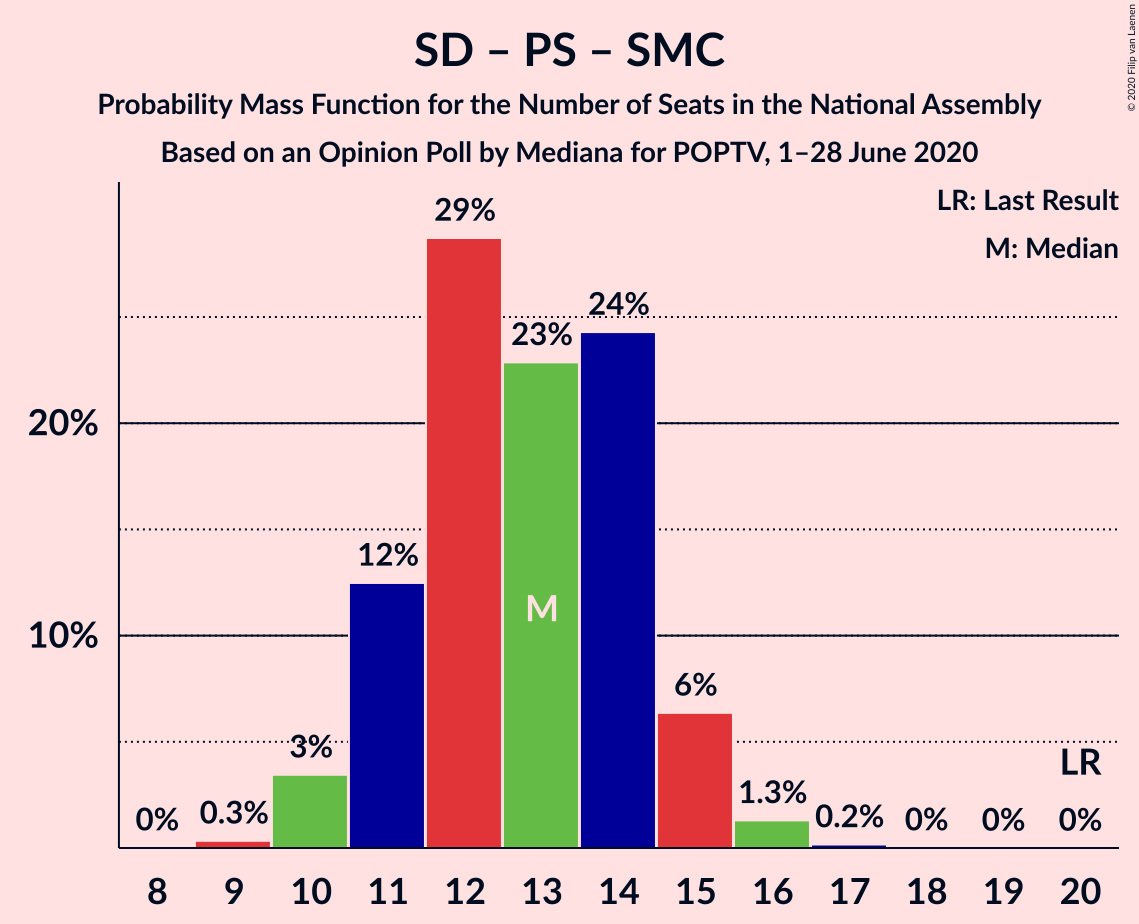 SD – PS – SMC
Probability Mass Function for the Number of Seats in the National Assembly
Based on an Opinion Poll by Mediana for POPTV, 1–28 June 2020
© 2020 Filip van Laenen
LR: Last Result
M: Median
29%
24%
23%
20%
12%
M
10%
6%
3%
LR
1.3%
0% 0.3% 0.2% 0% 0% 0%
8 9 10 11 12 13 14 15 16 17 18 19 20